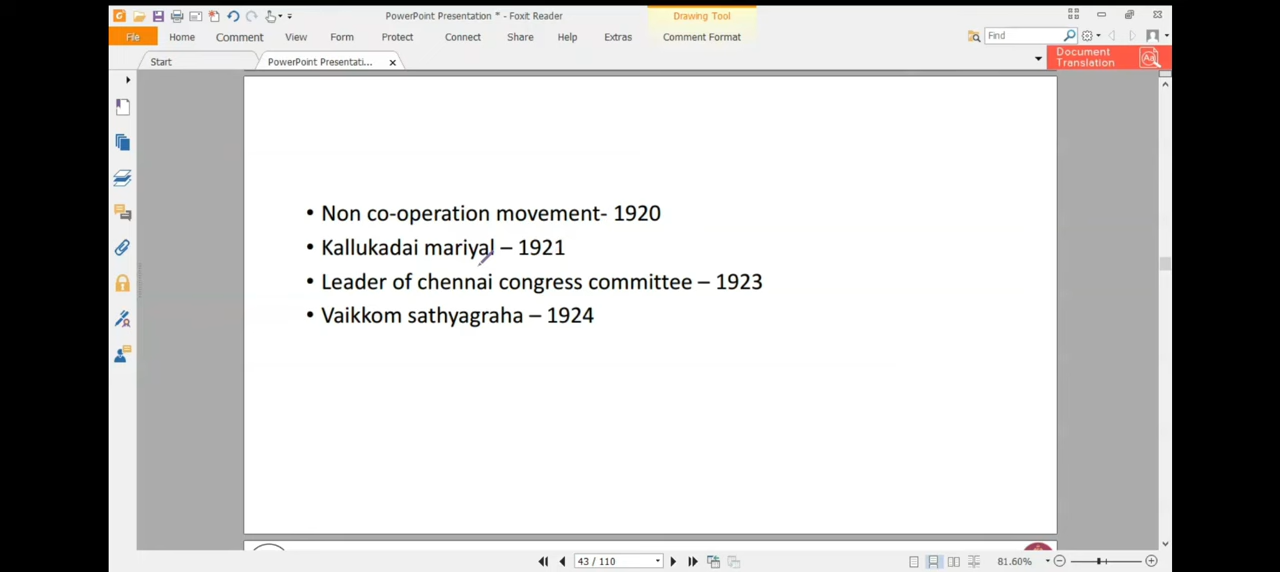 PowerPoint Presentation * - Foxit Reader
Drawing Tool
File Home Comment View Form Protect Connect Share Help Extras Comment Format Find
Start PowerPoint Presentati...
Document
Translation
• Non co-operation movement- 1920
• Kallukadai mariyal – 1921
• Leader of chennai congress committee – 1923
• Vaikkom sathyagraha – 1924
43 / 110 81.60%